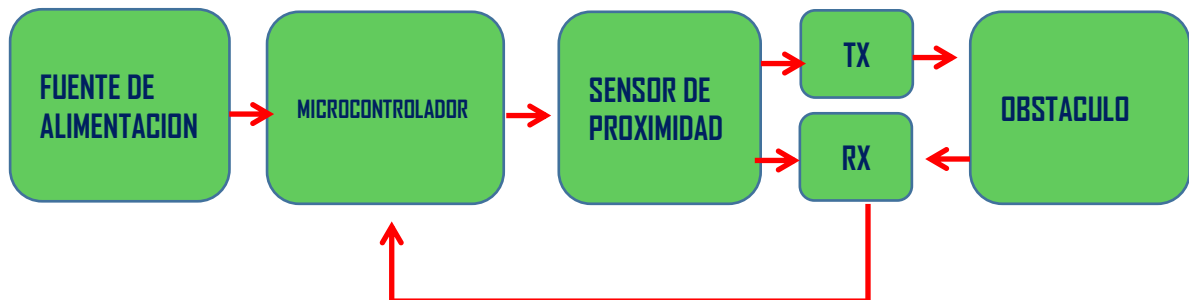 FUENTE DE
ALIMENTACION
MICROCONTROLADOR
SENSOR DE
PROXIMIDAD
TX
RX
OBSTACULO